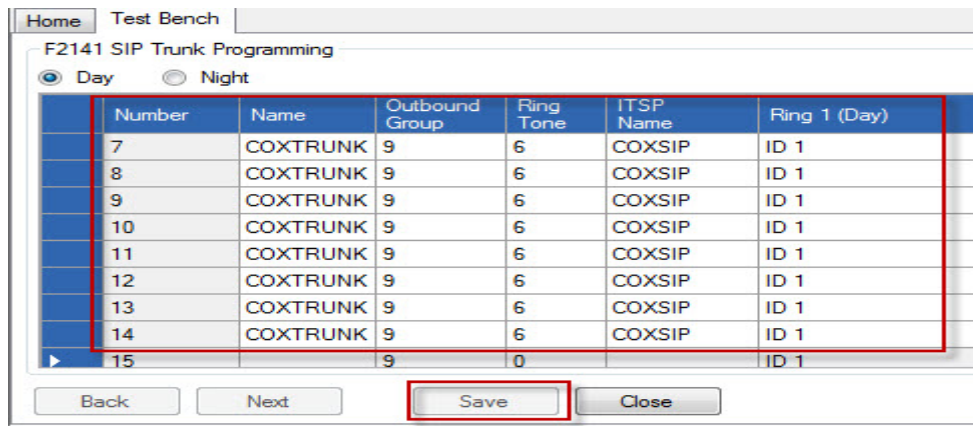 Home Test Bench
F2141 SIP Trunk Programming
Day Night
Number Name Outbound Group Ring Tone ITSP Name Ring 1 (Day)
7 COXTRUNK 9 6 COXSIP ID 1
8 COXTRUNK 9 6 COXSIP ID 1
9 COXTRUNK 9 6 COXSIP ID 1
10 COXTRUNK 9 6 COXSIP ID 1
11 COXTRUNK 9 6 COXSIP ID 1
12 COXTRUNK 9 6 COXSIP ID 1
13 COXTRUNK 9 6 COXSIP ID 1
14 COXTRUNK 9 6 COXSIP ID 1
15 9 0 ID 1
Back Next Save Close